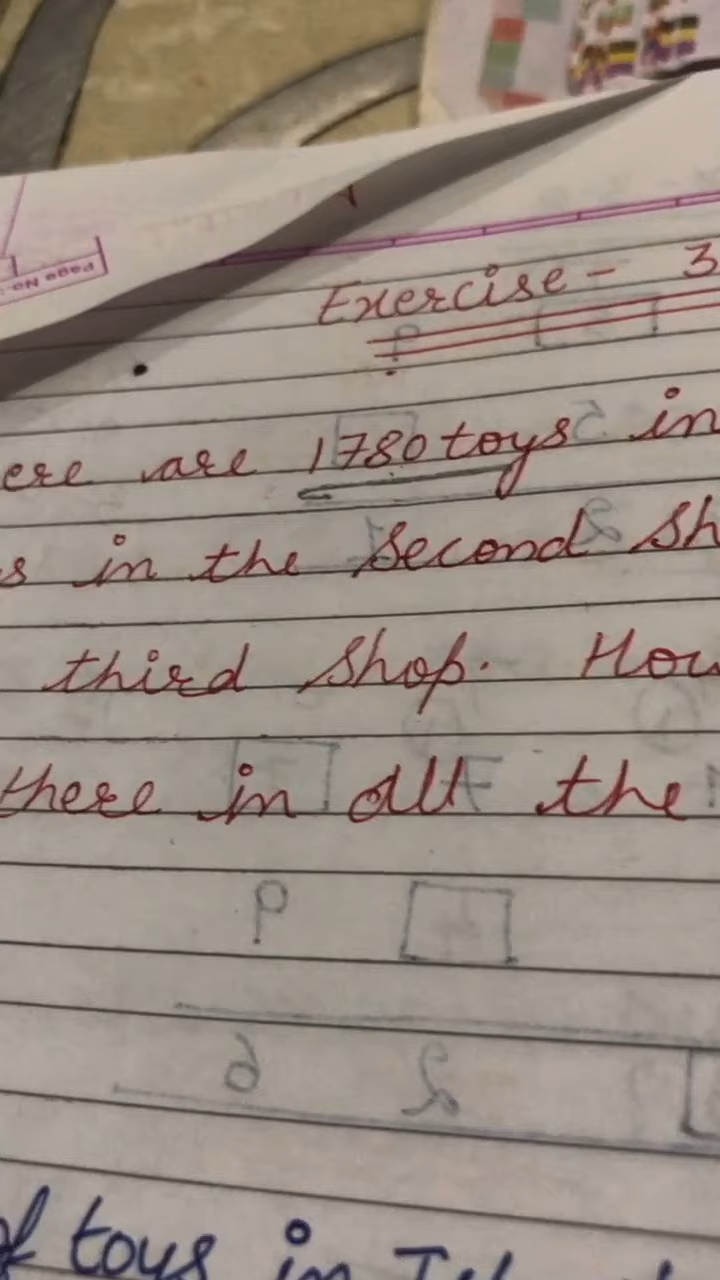 Page No.
Exercise - 3
ere are 1780 toys in
s in the second sh
third shop. How
there in all the
of toys in